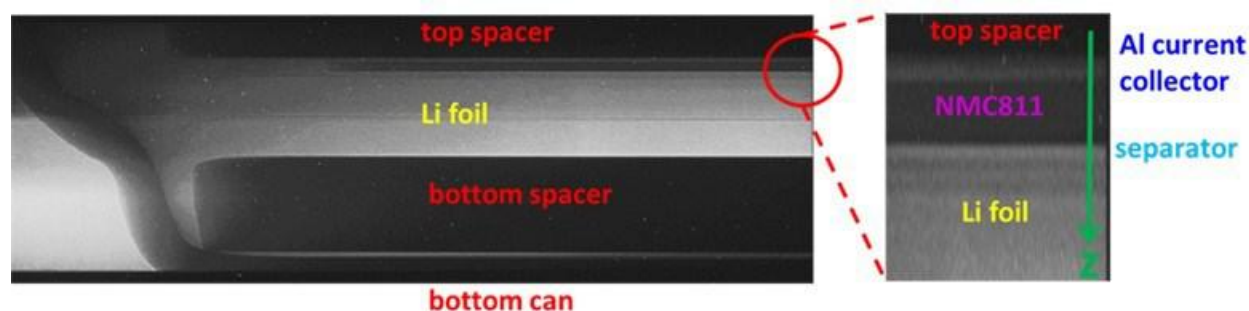 top spacer
Li foil
bottom spacer
bottom can
top spacer
Al current
collector
NMC811
separator
Li foil
Z